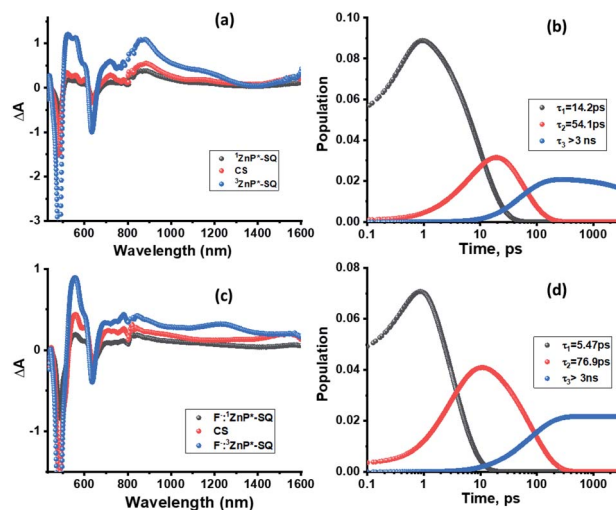 (a)
1
0
-1
-2
-3
ΔA
600 800 1000 1200 1400 1600
Wavelength (nm)
¹ZnP*-SQ
CS
³ZnP*-SQ
(b)
0.10
0.08
0.06
0.04
0.02
0.00
Population
0.1 1 10 100 1000
Time, ps
τ₁=14.2ps
τ₂=54.1ps
τ₃ >3 ns
(c)
1
0
-1
ΔA
600 800 1000 1200 1400 1600
Wavelength (nm)
F⁻:¹ZnP*-SQ
CS
F⁻:³ZnP*-SQ
(d)
0.08
0.06
0.04
0.02
0.00
Population
0.1 1 10 100 1000
Time, ps
τ₁=5.47ps
τ₂=76.9ps
τ₃> 3ns